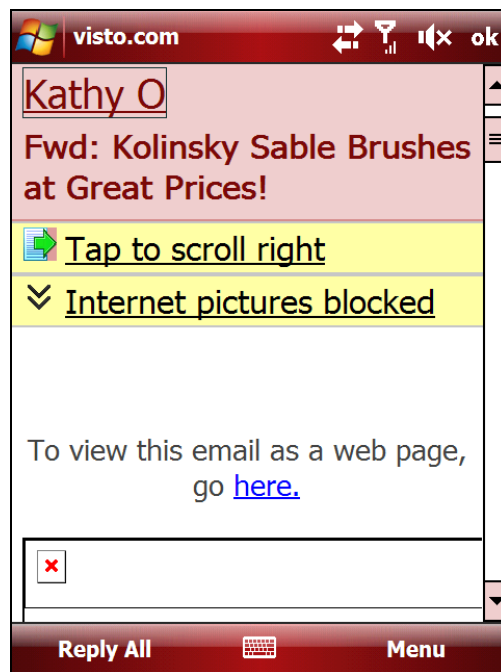 visto.com
ok
Kathy O
Fwd: Kolinsky Sable Brushes
at Great Prices!
Tap to scroll right
Internet pictures blocked
To view this email as a web page,
go here.
Reply All
Menu